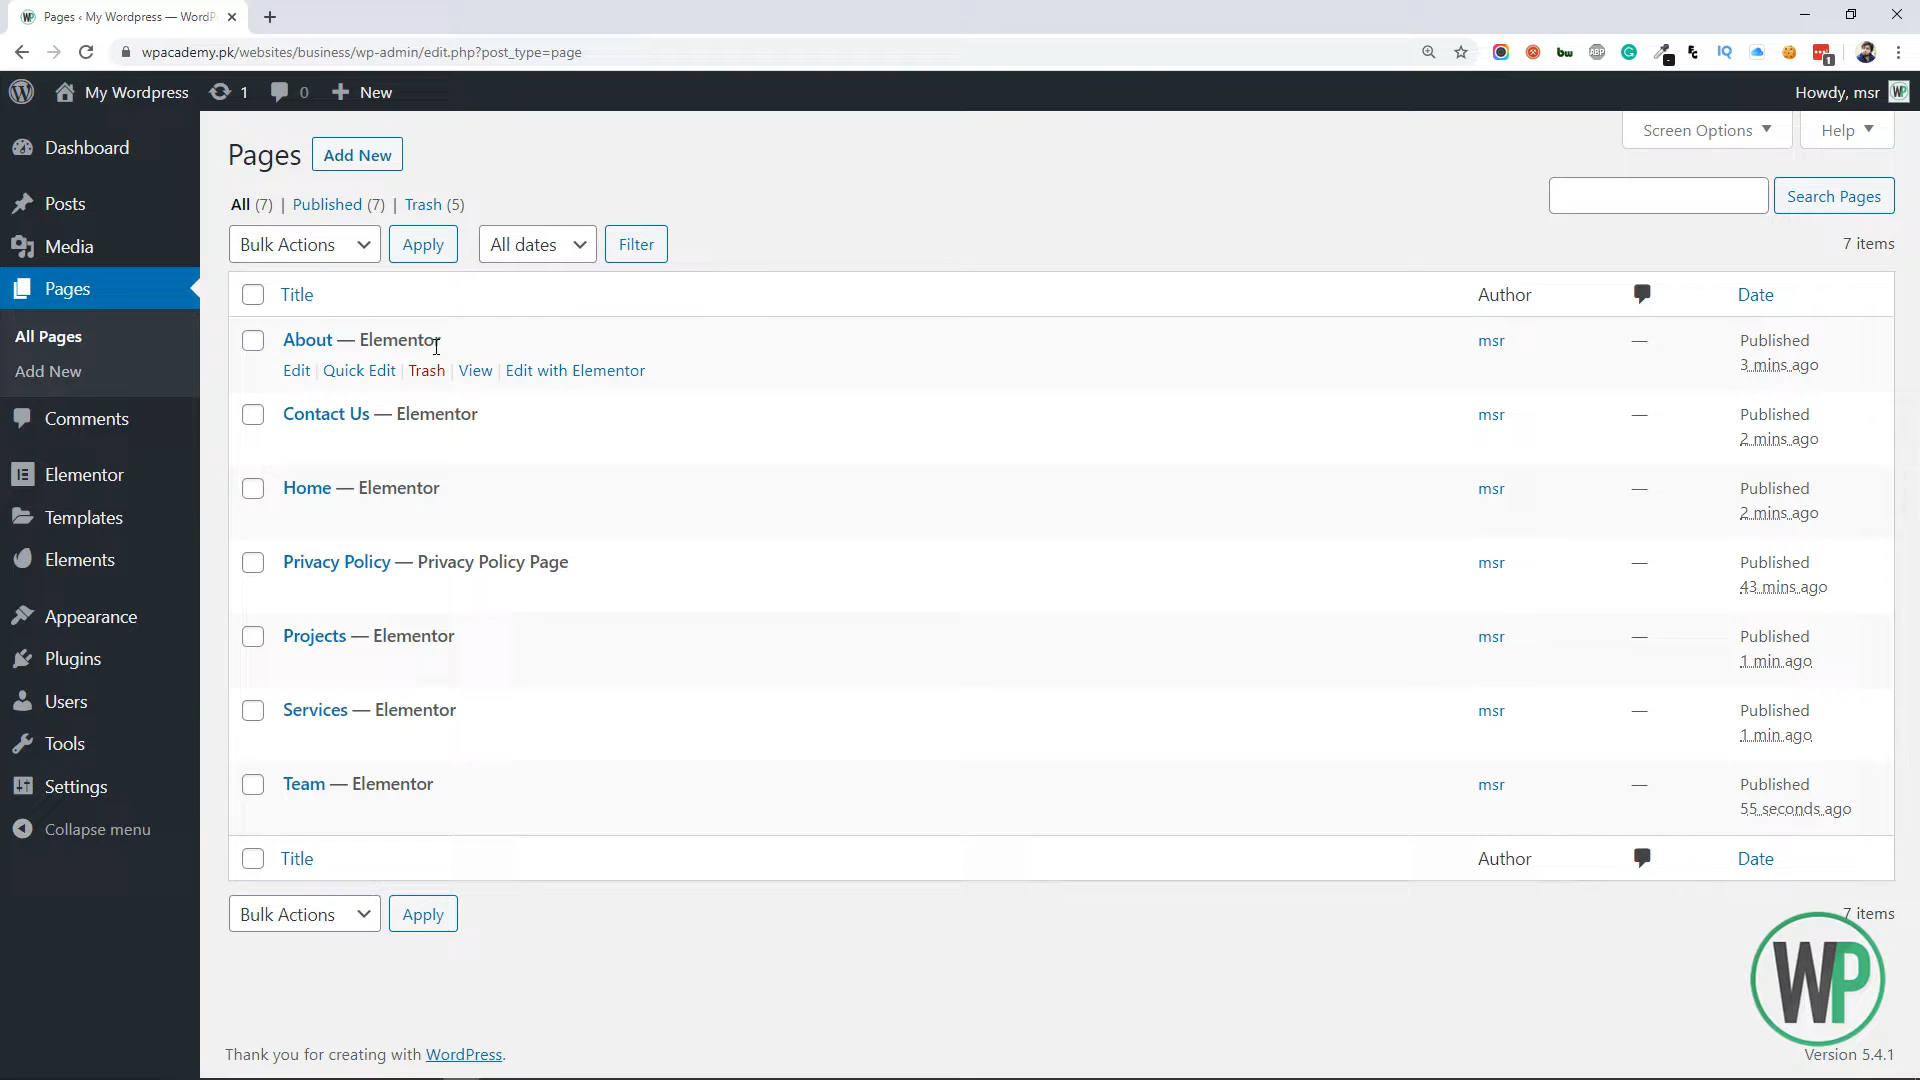 Pages ‹ My Wordpress — WordP
wpacademy.pk/websites/business/wp-admin/edit.php?post_type=page
ABP
IQ
1
My Wordpress
1
0
New
Howdy, msr
WP
Dashboard
Posts
Media
Pages
All Pages
Add New
Comments
Elementor
Templates
Elements
Appearance
Plugins
Users
Tools
Settings
Collapse menu
Screen Options
Help
Pages
Add New
All (7) | Published (7) | Trash (5)
Search Pages
Bulk Actions
Apply
All dates
Filter
7 items
Title
Author
Date
About — Elementor
Edit | Quick Edit | Trash | View | Edit with Elementor
msr
—
Published
3 mins ago
Contact Us — Elementor
msr
—
Published
2 mins ago
Home — Elementor
msr
—
Published
2 mins ago
Privacy Policy — Privacy Policy Page
msr
—
Published
43 mins ago
Projects — Elementor
msr
—
Published
1 min ago
Services — Elementor
msr
—
Published
1 min ago
Team — Elementor
msr
—
Published
55 seconds ago
Title
Author
Date
Bulk Actions
Apply
7 items
WP
Thank you for creating with WordPress.
Version 5.4.1